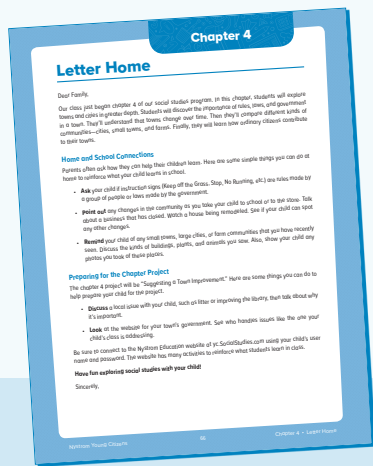 Chapter 4
Letter Home
Dear Family,
Our class just began chapter 4 of our social studies program. In this chapter, students will explore
towns and cities in greater depth. Students will discover the importance of rules, laws, and government
in a town. They'll understand that towns change over time. Then they'll compare different kinds of
communities—cities, small towns, and farms. Finally, they will learn how ordinary citizens contribute
to their towns.
Home and School Connections
Parents often ask how they can help their children learn. Here are some simple things you can do at
home to reinforce what your child learns in school.
• Ask your child if instruction signs (Keep off the Grass, Stop, No Running, etc.) are rules made by
a group of people or laws made by the government.
• Point out any changes in the community as you take your child to school or to the store. Talk
about a business that has closed. Watch a house being remodeled. See if your child can spot
any other changes.
• Remind your child of any small towns, large cities, or farm communities that you have recently
seen. Discuss the kinds of buildings, plants, and animals you saw. Also, show your child any
photos you took of these places.
Preparing for the Chapter Project
The chapter 4 project will be "Suggesting a Town Improvement." Here are some things you can do to
help prepare your child for the project.
• Discuss a local issue with your child, such as litter or improving the library, then talk about why
it's important.
• Look at the website for your town's government. See who handles issues like the one your
child's class is addressing.
Be sure to connect to the Nystrom Education website at yc.SocialStudies.com using your child's user
name and password. The website has many activities to reinforce what students learn in class.
Have fun exploring social studies with your child!
Sincerely,
Nystrom Young Citizens
Chapter 4 • Letter Home